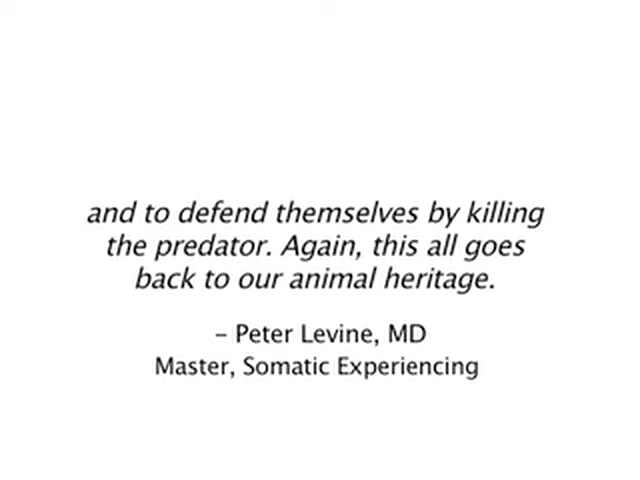 and to defend themselves by killing
the predator. Again, this all goes
back to our animal heritage.
– Peter Levine, MD
Master, Somatic Experiencing